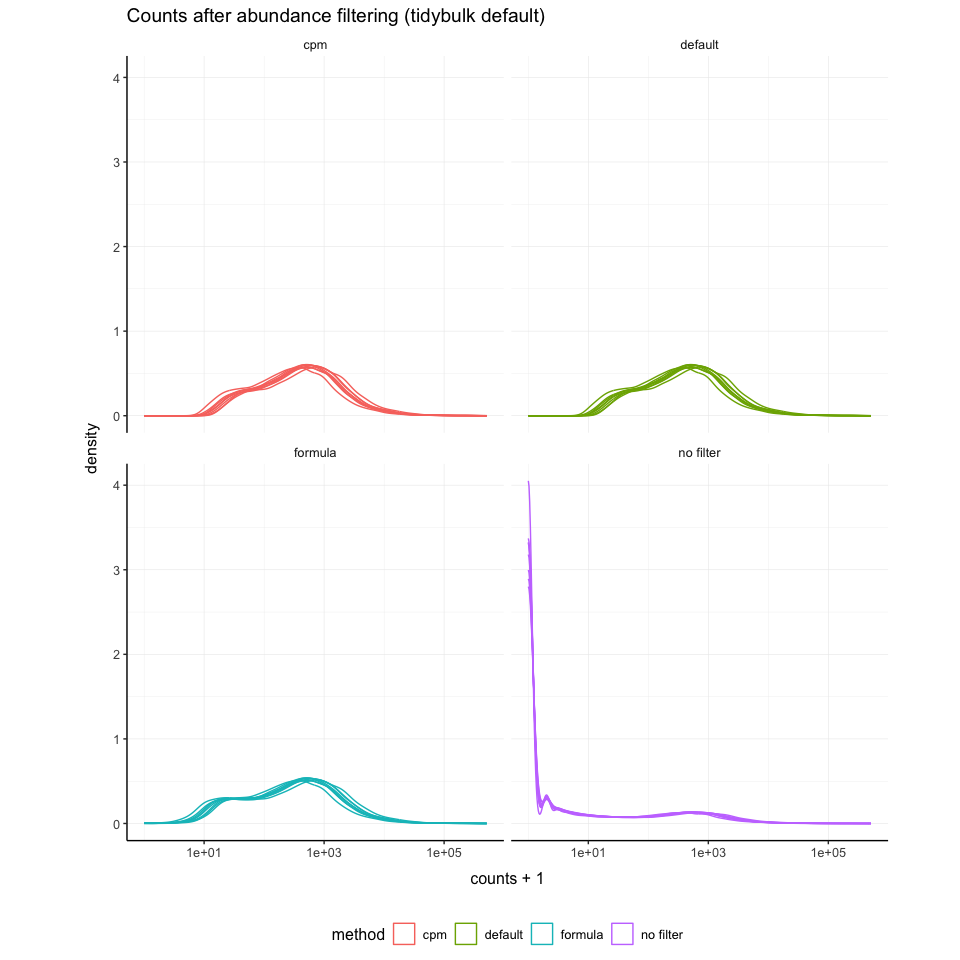 Counts after abundance filtering (tidybulk default)
cpm
default
4
3
2
1
0
density
formula
no filter
4
3
2
1
0
1e+01
1e+03
1e+05
1e+01
1e+03
1e+05
counts + 1
method cpm default formula no filter